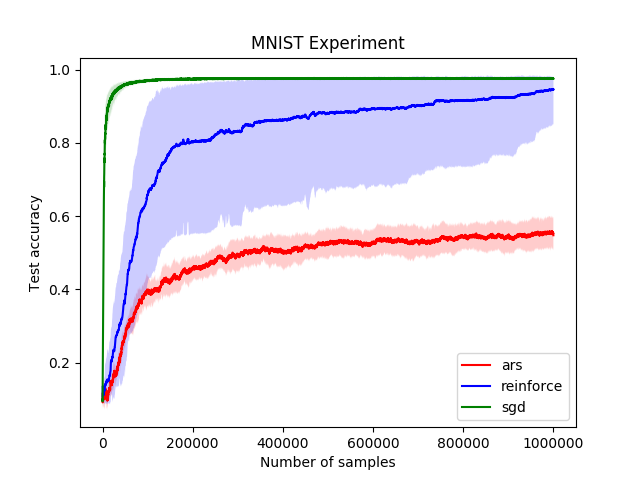 MNIST Experiment
Test accuracy
1.0
0.8
0.6
0.4
0.2
0 200000 400000 600000 800000 1000000
Number of samples
ars
reinforce
sgd